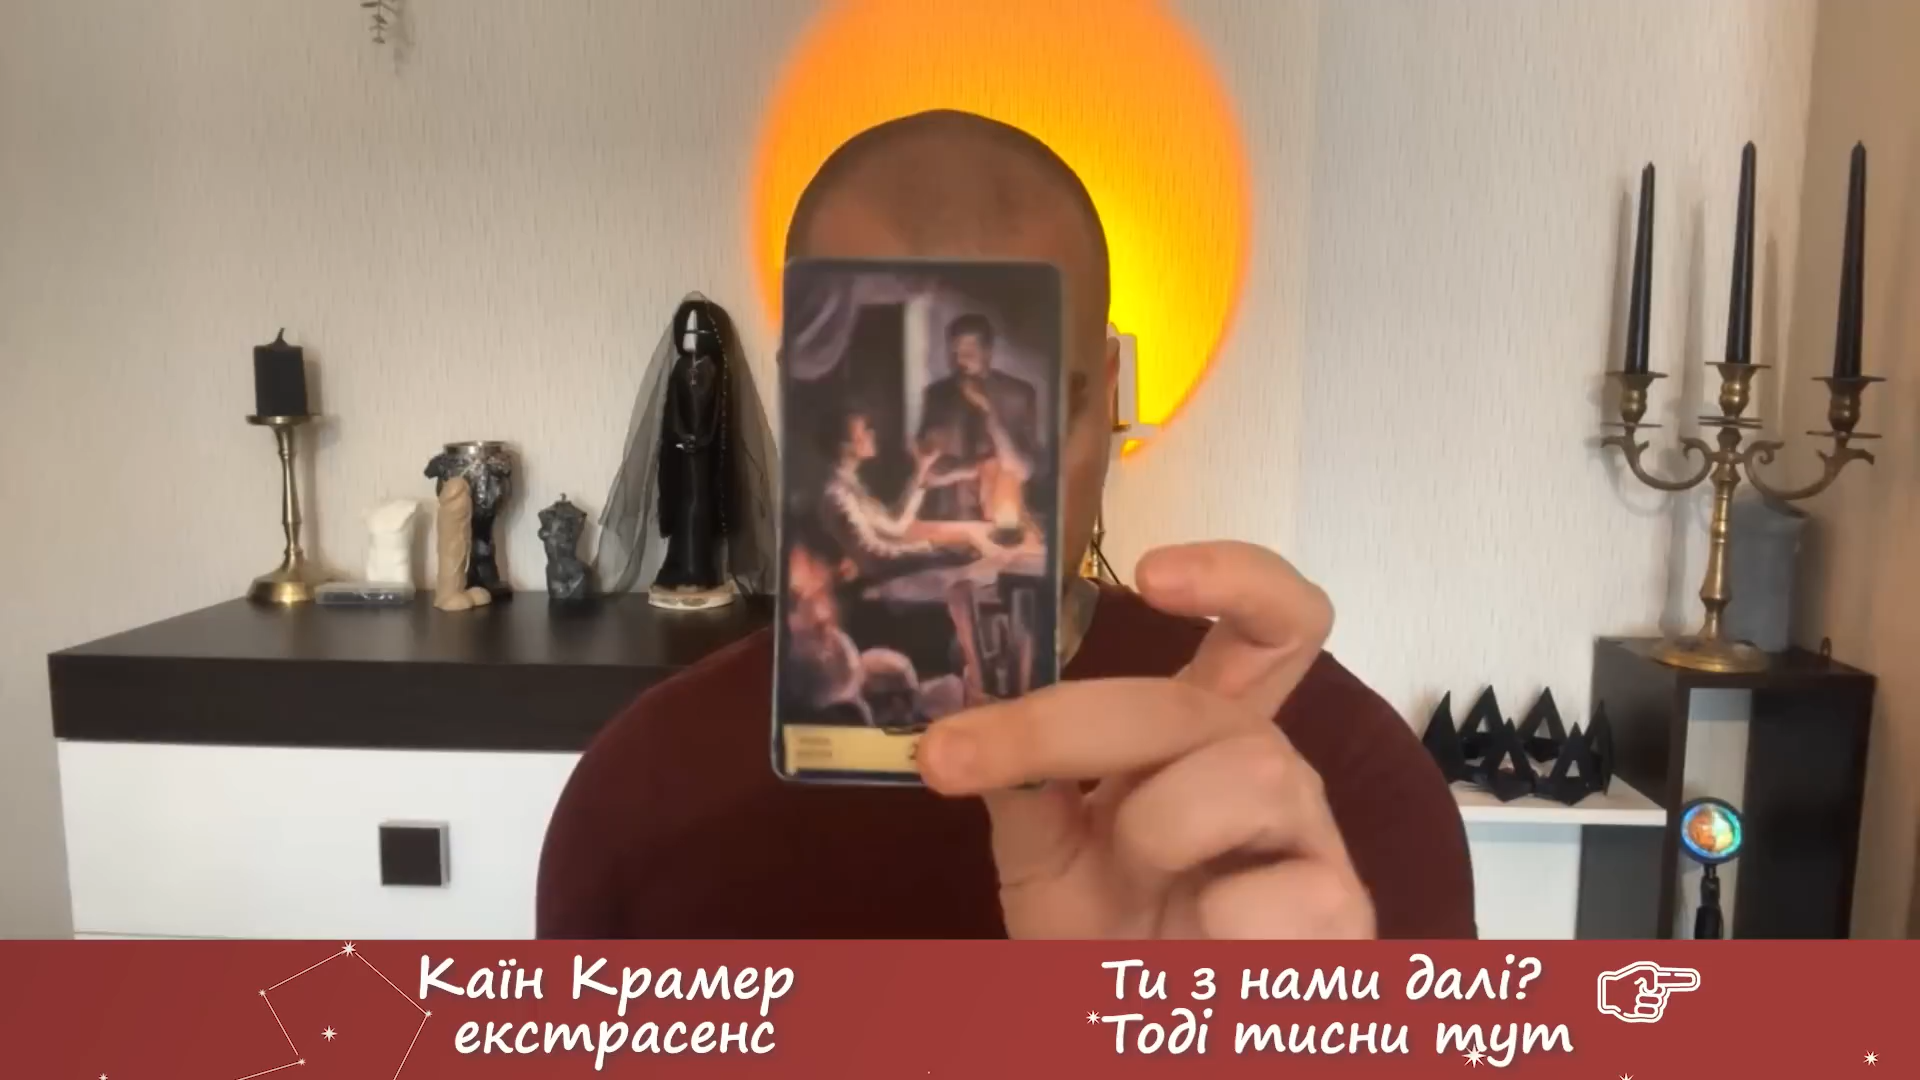 Каїн Крамер
екстрасенс
Ти з нами далі?
Тоді тисни тут